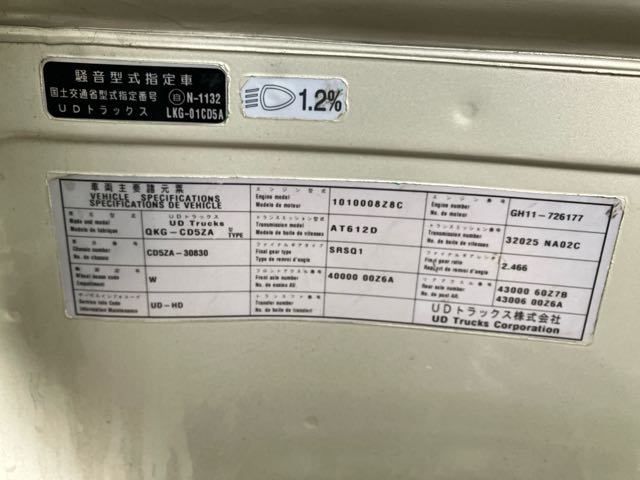 騒音型式指定車
国土交通省型式指定番号 自 N-1132
UDトラックス LKG-01CD5A
1.2%
車両主要諸元票
VEHICLE SPECIFICATIONS
SPECIFICATIONS DE VEHICLE
UDトラックス
UD Trucks
Make and model
Modele de fabrique
QKG-CD5ZA 型 TYPE
Chassis number
No de chassis
CD5ZA-30830
Wheel base code
Empattement
W
サービスインフォコード
Service Info Code
Information Maintenance
UD-HD
エンジン型式
Engine model
Modele de moteur
1010008Z8C
トランスミッション型式
Transmission model
Modele de boite de vitesses
AT612D
ファイナルギアタイプ
Final gear type
Type de renvoi d'angle
SRSQ1
フロントアクスル番号
Front axle number
No de essieu AV.
40000 00Z6A
トランスファ番号
Transfer number
No de transfer
エンジン番号
Engine number
No de moteur
GH11-726177
トランスミッション番号
Transmission number
No de boite de vitesses
32025 NA02C
ファイナルギアレシオ
Final gear ratio
Rapport de renvoi d'angle
2.466
リアアクスル番号
Rear axle number
No de pont AR.
43000 60Z7B
43006 00Z6A
UDトラックス株式会社
UD Trucks Corporation